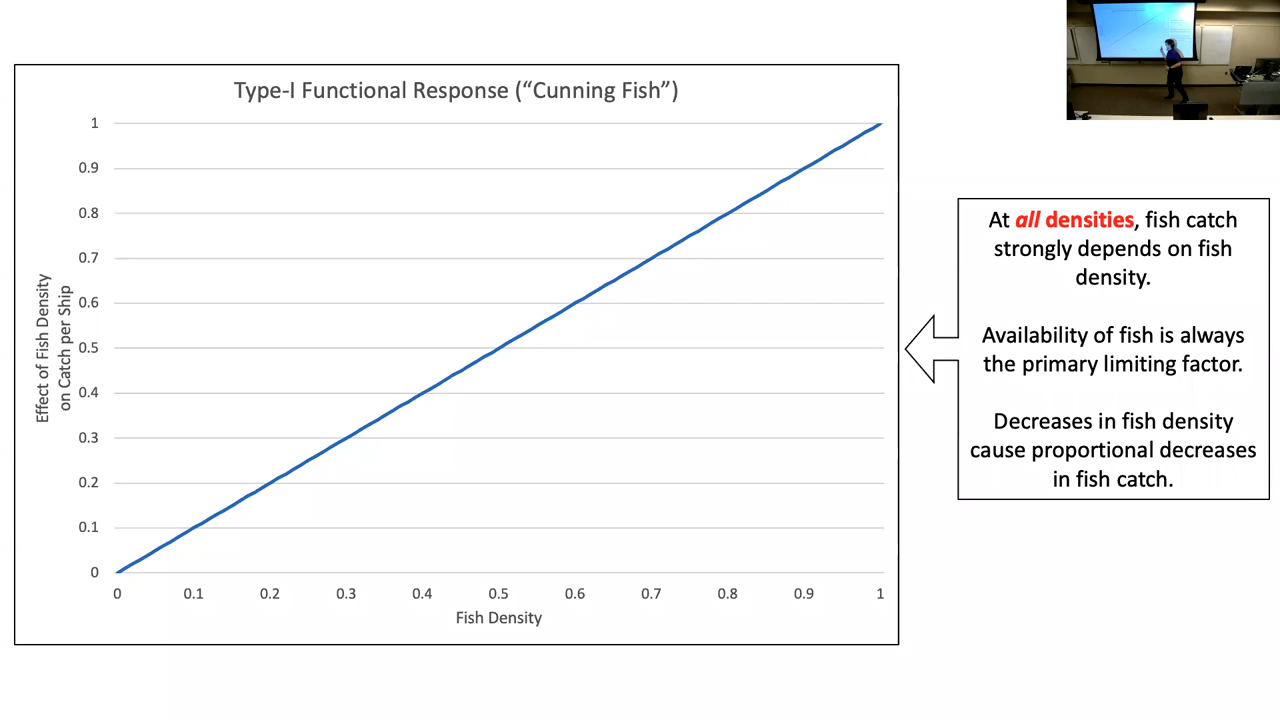 Type-I Functional Response (“Cunning Fish”)
1
0.9
0.8
0.7
0.6
0.5
0.4
0.3
0.2
0.1
0
Effect of Fish Density
on Catch per Ship
0 0.1 0.2 0.3 0.4 0.5 0.6 0.7 0.8 0.9 1
Fish Density
At all densities, fish catch
strongly depends on fish
density.
Availability of fish is always
the primary limiting factor.
Decreases in fish density
cause proportional decreases
in fish catch.